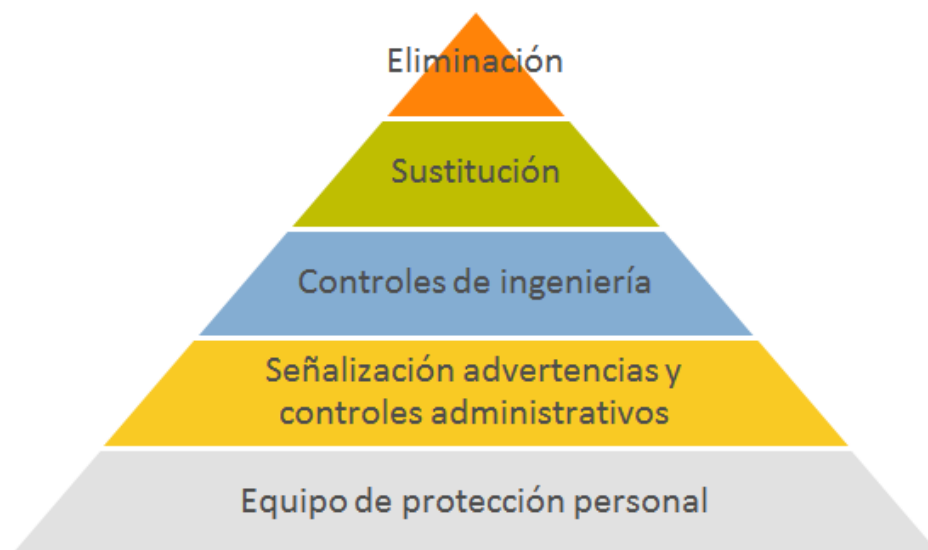 Eliminación
Sustitución
Controles de ingeniería
Señalización advertencias y
controles administrativos
Equipo de protección personal